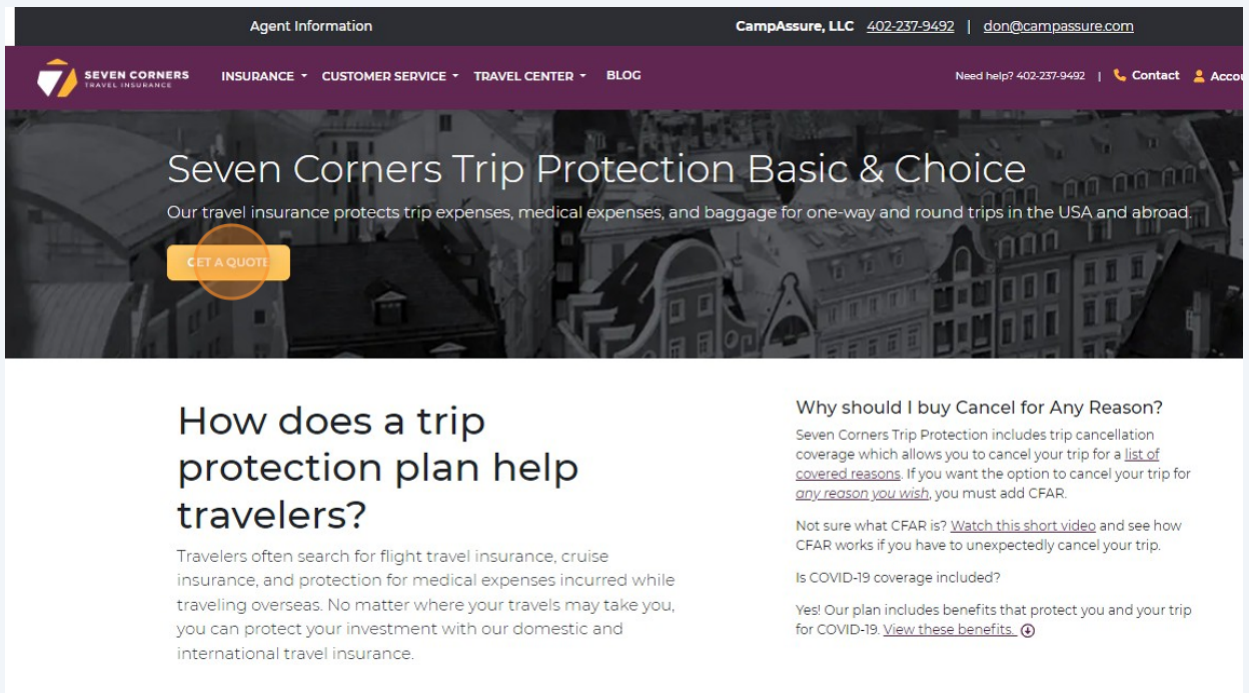 Agent Information
CampAssure, LLC 402-237-9492 | don@campassure.com
SEVEN CORNERS
TRAVEL INSURANCE
INSURANCE CUSTOMER SERVICE TRAVEL CENTER BLOG
Need help? 402-237-9492 | Contact Accou
Seven Corners Trip Protection Basic & Choice
Our travel insurance protects trip expenses, medical expenses, and baggage for one-way and round trips in the USA and abroad.
GET A QUOTE
How does a trip
protection plan help
travelers?
Travelers often search for flight travel insurance, cruise
insurance, and protection for medical expenses incurred while
traveling overseas. No matter where your travels may take you,
you can protect your investment with our domestic and
international travel insurance.
Why should I buy Cancel for Any Reason?
Seven Corners Trip Protection includes trip cancellation
coverage which allows you to cancel your trip for a list of
covered reasons. If you want the option to cancel your trip for
any reason you wish, you must add CFAR.
Not sure what CFAR is? Watch this short video and see how
CFAR works if you have to unexpectedly cancel your trip.
Is COVID-19 coverage included?
Yes! Our plan includes benefits that protect you and your trip
for COVID-19. View these benefits.